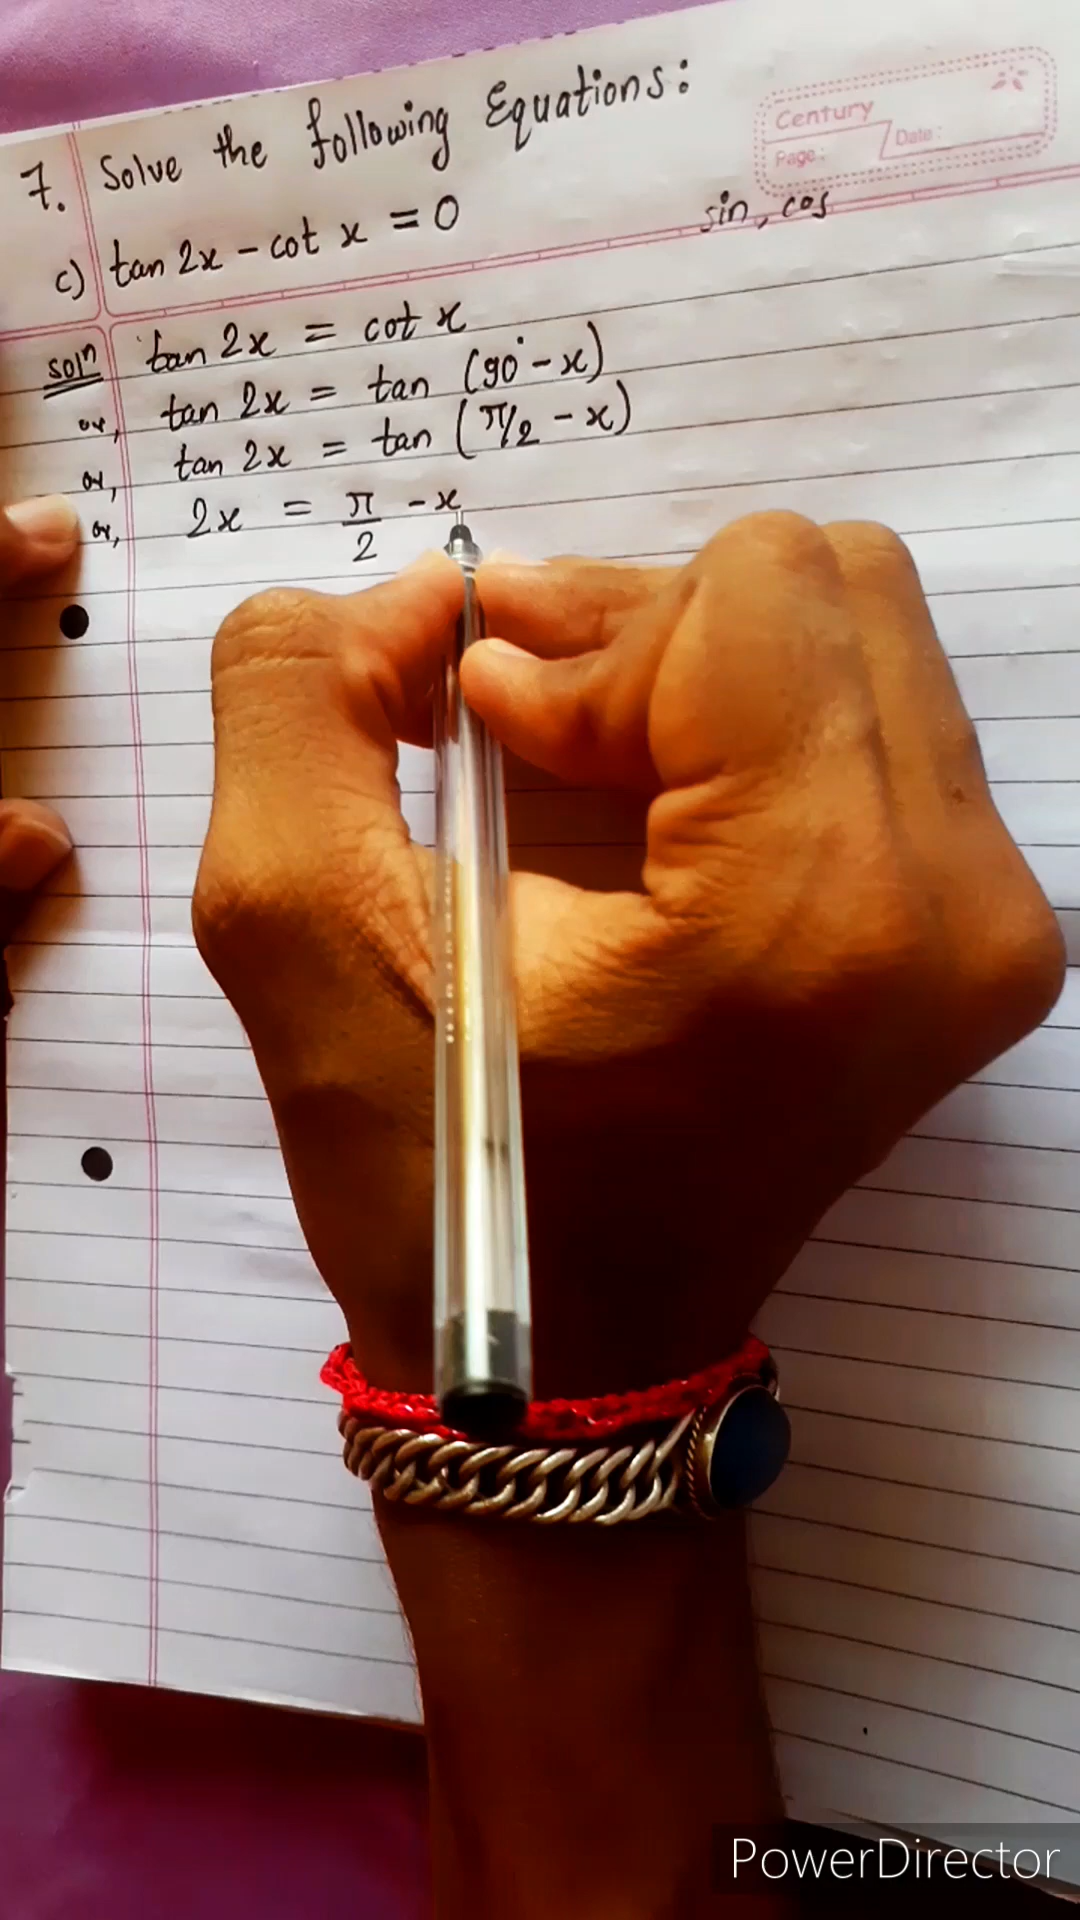 7. Solve the following Equations:
Century
Page:
Date:
sin, cos
c) tan 2x - cot x = 0
solⁿ tan 2x = cot x
or, tan 2x = tan (90° - x)
or, tan 2x = tan (π/2 - x)
or, 2x = π/2 - x
PowerDirector